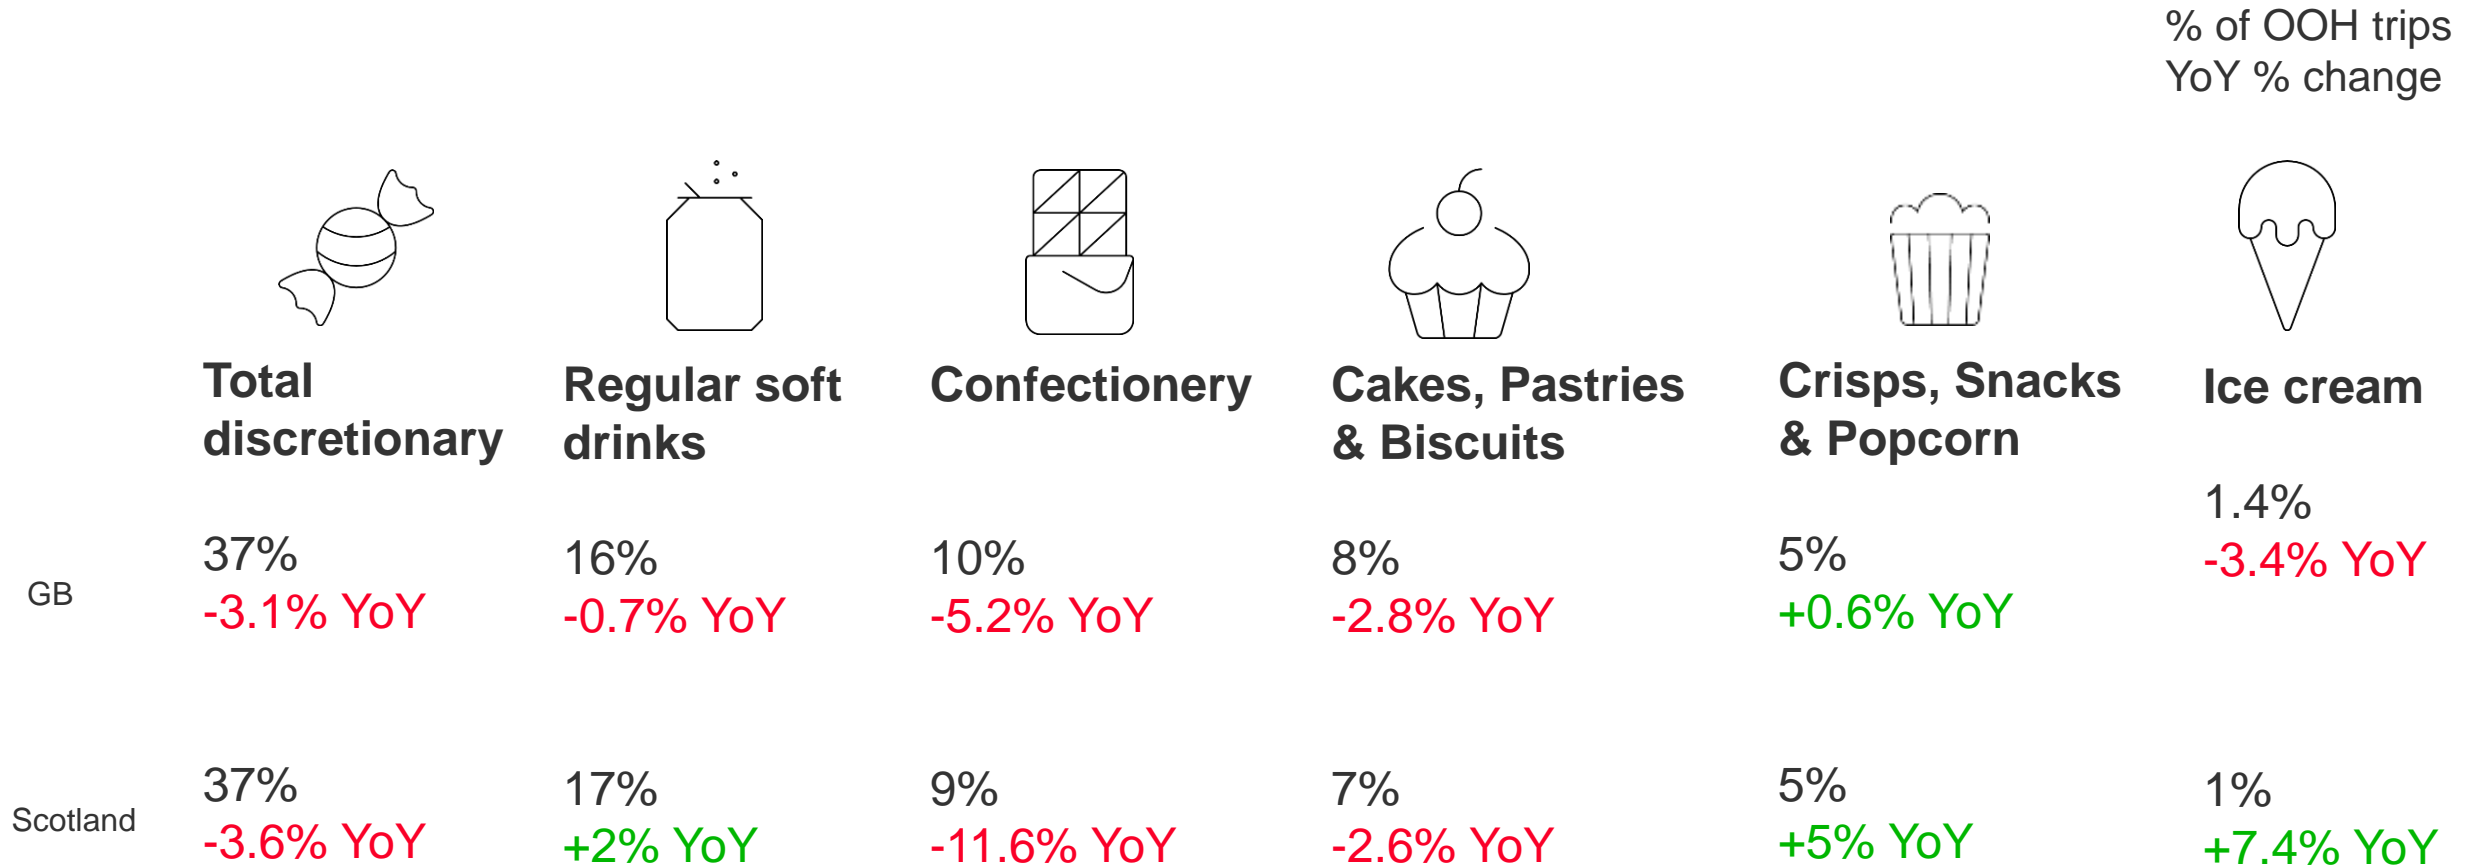 % of OOH trips
YoY % change
Total
discretionary
Regular soft
drinks
Confectionery
Cakes, Pastries
& Biscuits
Crisps, Snacks
& Popcorn
Ice cream
GB
37%
-3.1% YoY
16%
-0.7% YoY
10%
-5.2% YoY
8%
-2.8% YoY
5%
+0.6% YoY
1.4%
-3.4% YoY
Scotland
37%
-3.6% YoY
17%
+2% YoY
9%
-11.6% YoY
7%
-2.6% YoY
5%
+5% YoY
1%
+7.4% YoY